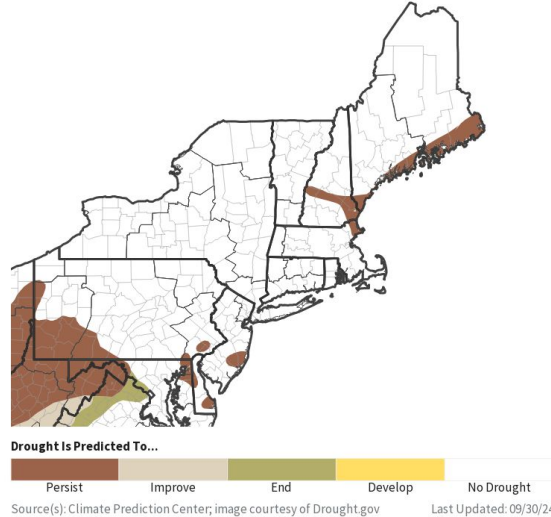 Drought Is Predicted To...
Persist Improve End Develop No Drought
Source(s): Climate Prediction Center; image courtesy of Drought.gov Last Updated: 09/30/24